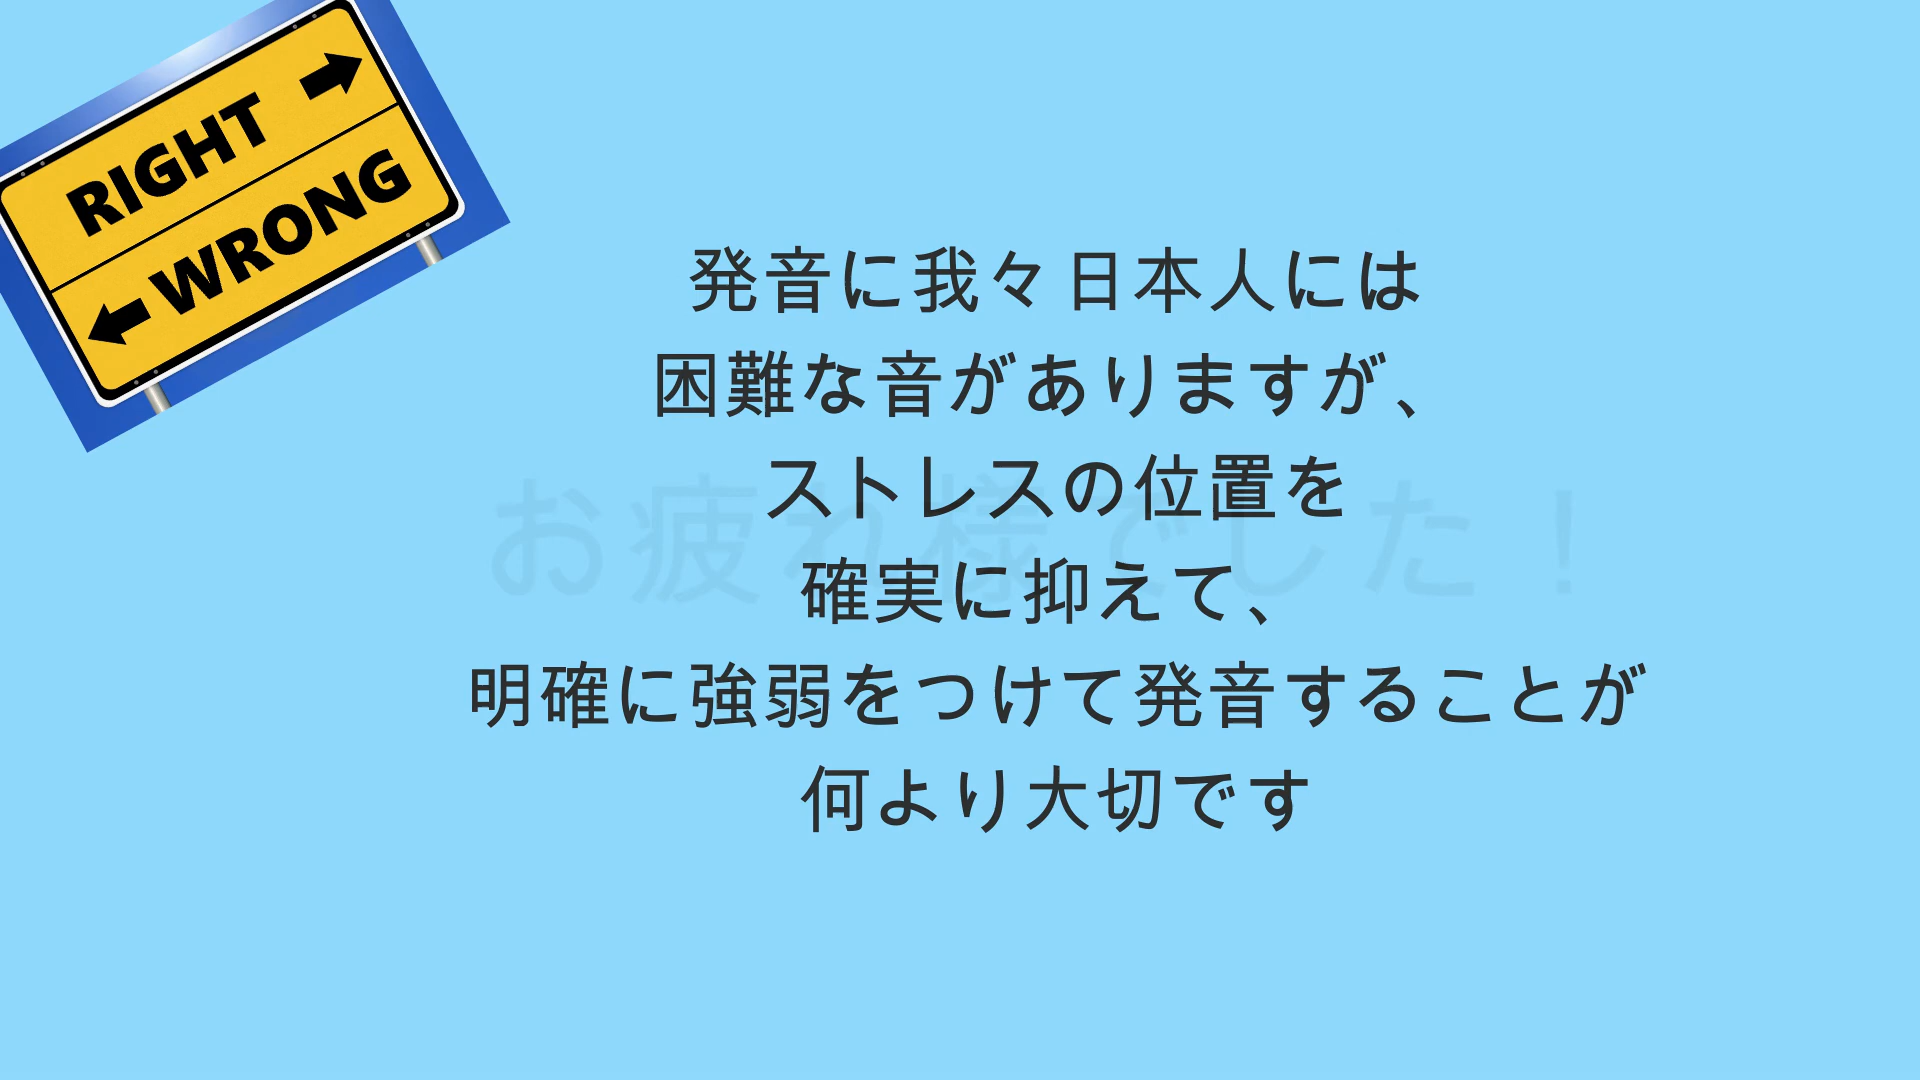 RIGHT
WRONG
発音に我々日本人には
困難な音がありますが、
ストレスの位置を
確実に抑えて、
明確に強弱をつけて発音することが
何より大切です
お疲れ様でした！